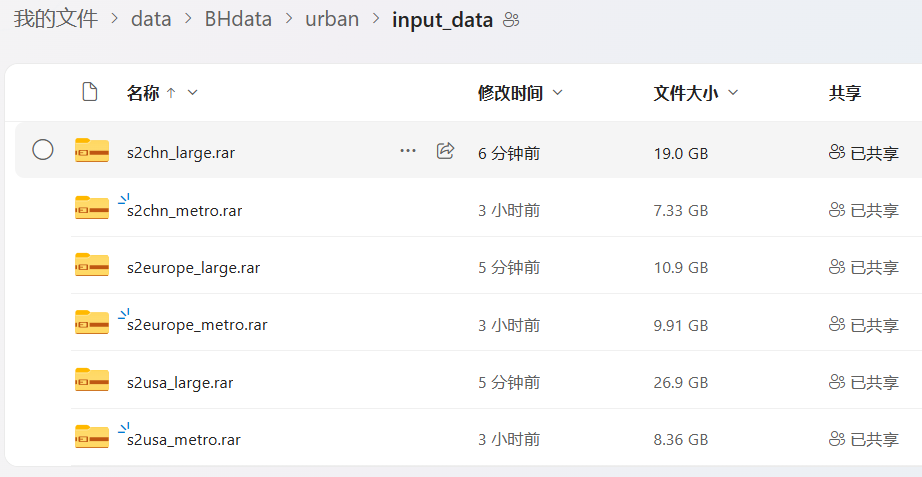 我的文件 > data > BHdata > urban > input_data
名称 ↑ 修改时间 文件大小 共享
s2chn_large.rar ··· 6 分钟前 19.0 GB 已共享
s2chn_metro.rar 3 小时前 7.33 GB 已共享
s2europe_large.rar 5 分钟前 10.9 GB 已共享
s2europe_metro.rar 3 小时前 9.91 GB 已共享
s2usa_large.rar 5 分钟前 26.9 GB 已共享
s2usa_metro.rar 3 小时前 8.36 GB 已共享